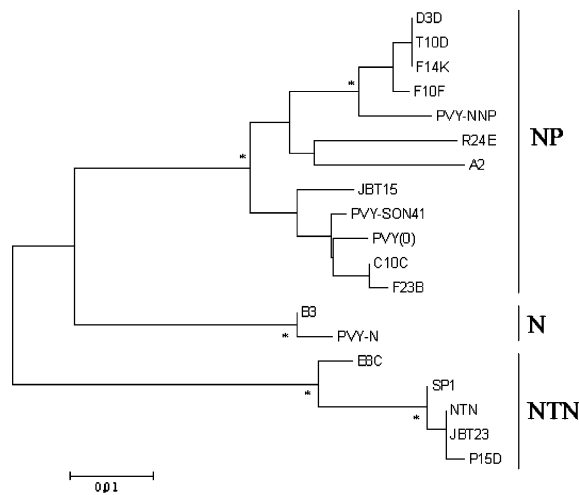 D3D
T10D
F14K
F10F
*
PVY-NNP
R24E
NP
*
A2
JBT15
PVY-SON41
PVY(0)
C10C
F23B
B3
N
*
PVY-N
E8C
*
SP1
NTN
NTN
*
JBT23
P15D
0.01